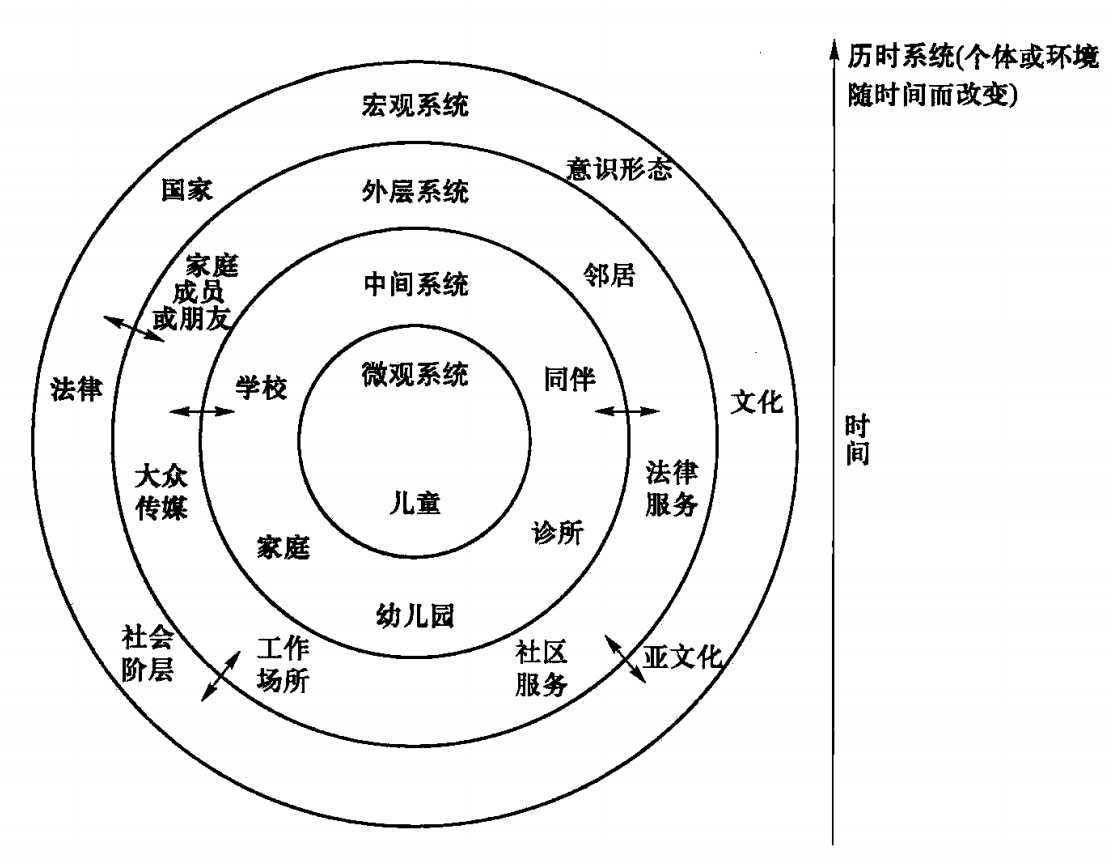 历时系统(个体或环境
随时间而改变)
宏观系统
意识形态
国家
外层系统
家庭
成员
或朋友
邻居
中间系统
微观系统
学校
同伴
法律
文化
时
间
大众
传媒
法律
服务
儿童
诊所
家庭
幼儿园
社会
阶层
工作
场所
社区
服务
亚文化